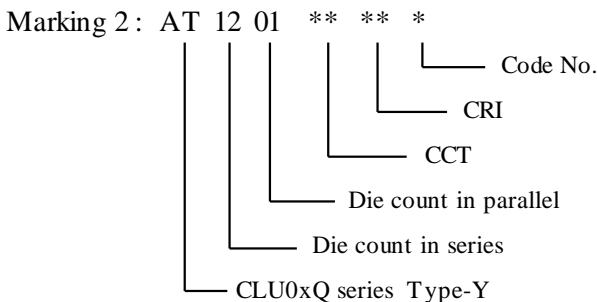 Marking 2 : AT 12 01 ** ** *
Code No.
CRI
CCT
Die count in parallel
Die count in series
CLU0xQ series Type-Y